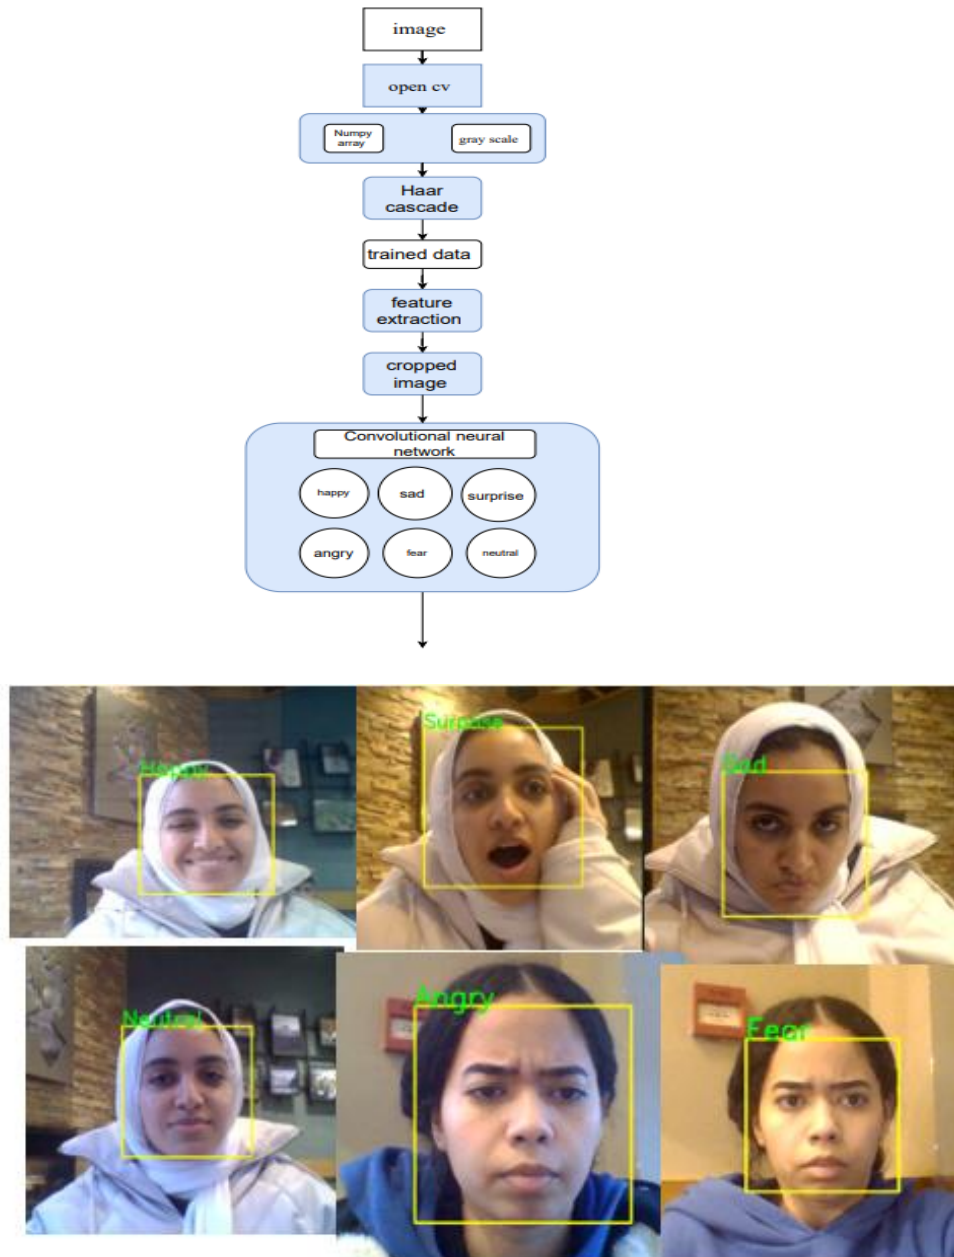 image
open cv
Numpy
array
gray scale
Haar
cascade
trained data
feature
extraction
cropped
image
Convolutional neural
network
happy
sad
surprise
angry
fear
neutral
Happy
Surprise
Sad
Neutral
Angry
Fear